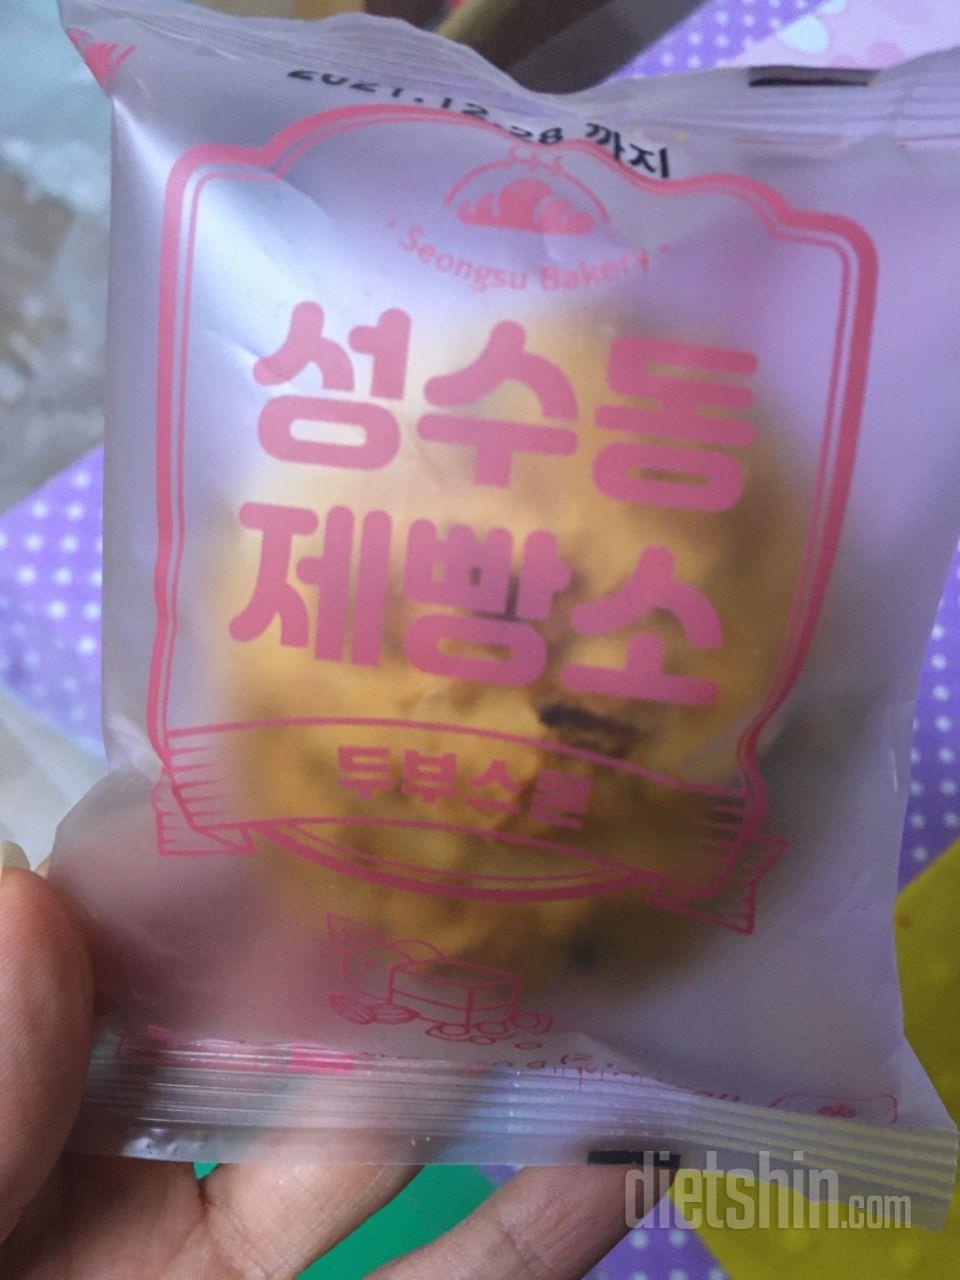 2021.12.28 까지
Seongsu Bakery
성수동
제빵소
두부스콘
dietshin.com